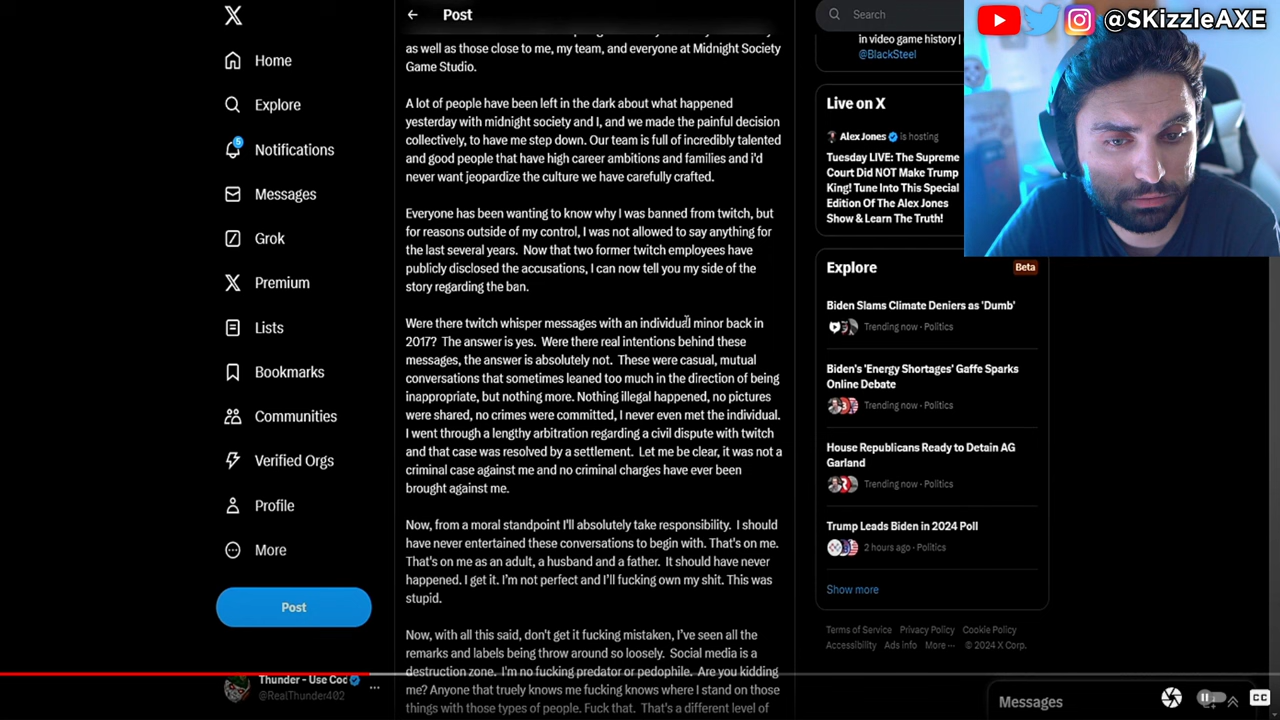 Post
Search
@SKizzleAXE
Home
Explore
5
Notifications
Messages
Grok
Premium
Lists
Bookmarks
Communities
Verified Orgs
Profile
More
Post
Thunder - Use Cod
@RealThunder402
as well as those close to me, my team, and everyone at Midnight Society
Game Studio.
A lot of people have been left in the dark about what happened
yesterday with midnight society and I, and we made the painful decision
collectively, to have me step down. Our team is full of incredibly talented
and good people that have high career ambitions and families and i'd
never want jeopardize the culture we have carefully crafted.
Everyone has been wanting to know why I was banned from twitch, but
for reasons outside of my control, I was not allowed to say anything for
the last several years. Now that two former twitch employees have
publicly disclosed the accusations, I can now tell you my side of the
story regarding the ban.
Were there twitch whisper messages with an individual minor back in
2017? The answer is yes. Were there real intentions behind these
messages, the answer is absolutely not. These were casual, mutual
conversations that sometimes leaned too much in the direction of being
inappropriate, but nothing more. Nothing illegal happened, no pictures
were shared, no crimes were committed, I never even met the individual.
I went through a lengthy arbitration regarding a civil dispute with twitch
and that case was resolved by a settlement. Let me be clear, it was not a
criminal case against me and no criminal charges have ever been
brought against me.
Now, from a moral standpoint I'll absolutely take responsibility. I should
have never entertained these conversations to begin with. That's on me.
That's on me as an adult, a husband and a father. It should have never
happened. I get it. I'm not perfect and I'll fucking own my shit. This was
stupid.
Now, with all this said, don't get it fucking mistaken, I've seen all the
remarks and labels being throw around so loosely. Social media is a
destruction zone. I'm no fucking predator or pedophile. Are you kidding
me? Anyone that truely knows me fucking knows where I stand on those
things with those types of people. Fuck that. That's a different level of
in video game history |
@BlackSteel
Live on X
Alex Jones is hosting
Tuesday LIVE: The Supreme
Court Did NOT Make Trump
King! Tune Into This Special
Edition Of The Alex Jones
Show & Learn The Truth!
Explore
Beta
Biden Slams Climate Deniers as 'Dumb'
Trending now · Politics
Biden's 'Energy Shortages' Gaffe Sparks
Online Debate
Trending now · Politics
House Republicans Ready to Detain AG
Garland
Trending now · Politics
Trump Leads Biden in 2024 Poll
2 hours ago · Politics
Show more
Terms of Service Privacy Policy Cookie Policy
Accessibility Ads info More ··· © 2024 X Corp.
Messages
CC